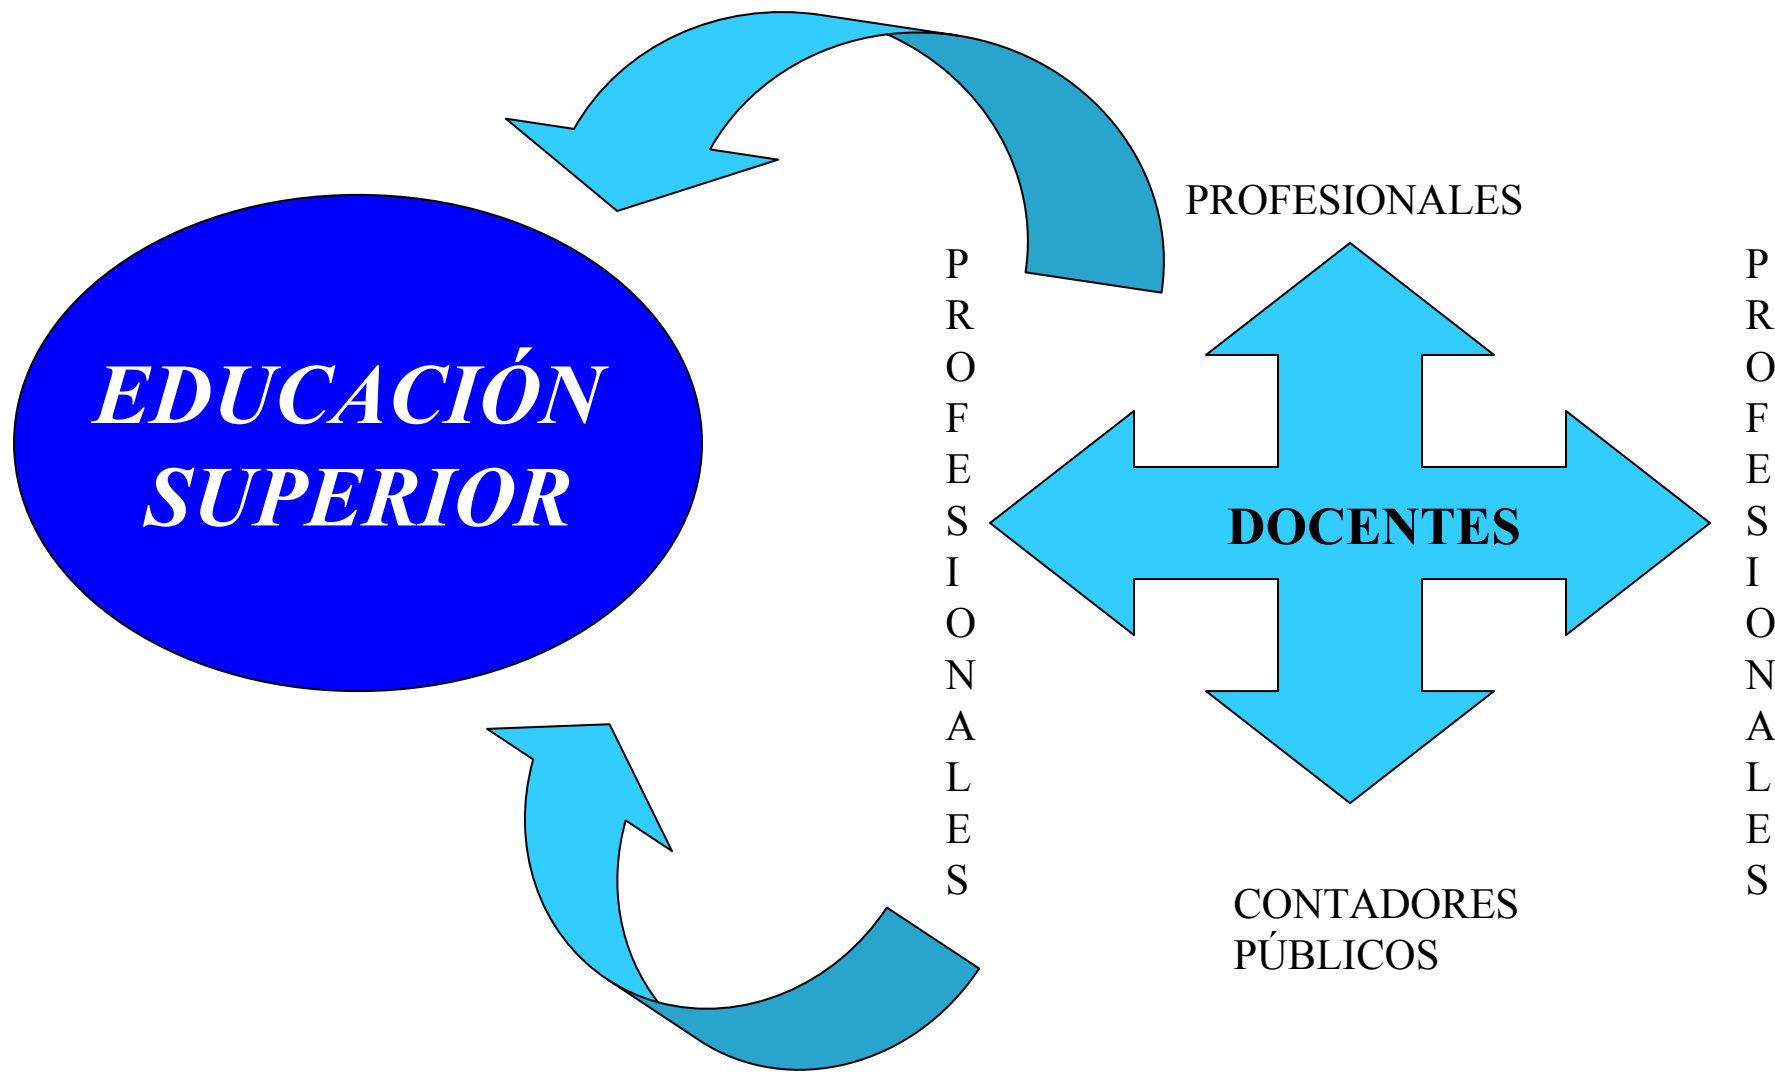 EDUCACIÓN
SUPERIOR
PROFESIONALES
PROFESIONALES
DOCENTES
PROFESIONALES
CONTADORES
PÚBLICOS